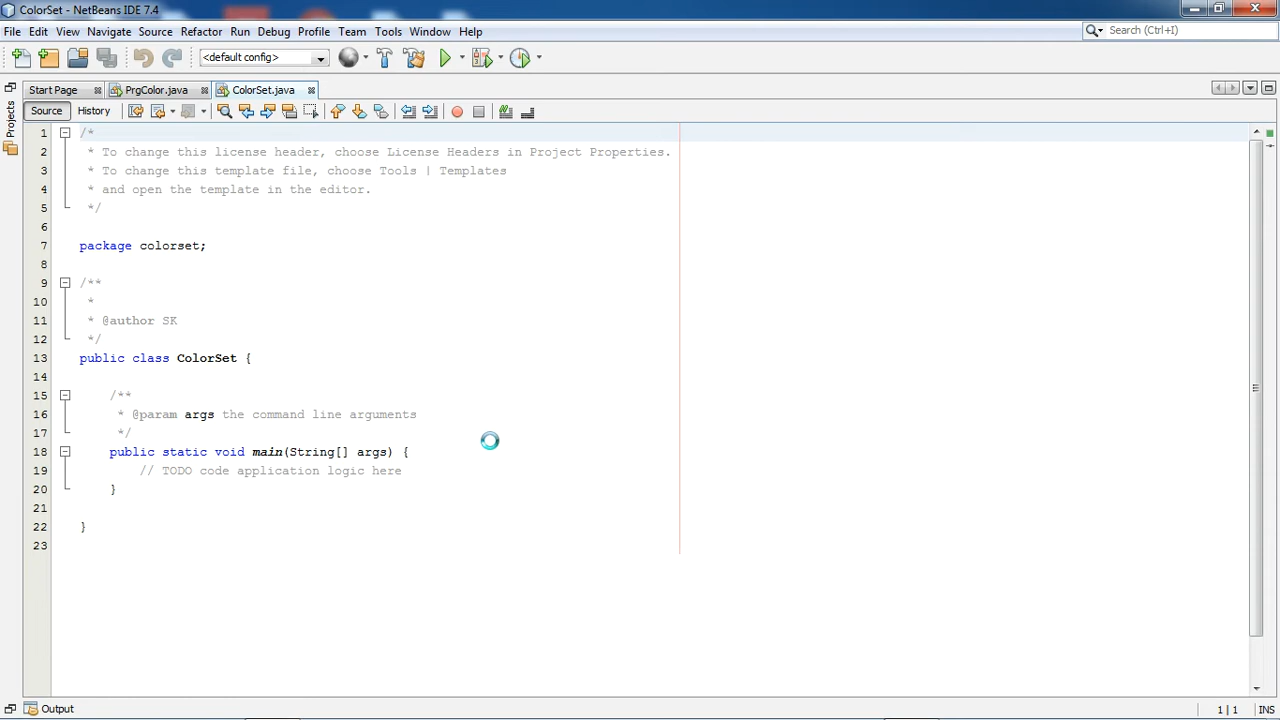 ColorSet - NetBeans IDE 7.4
File Edit View Navigate Source Refactor Run Debug Profile Team Tools Window Help
<default config>
Search (Ctrl+I)
Start Page PrgColor.java ColorSet.java
Source History
Projects
1 /*
2 * To change this license header, choose License Headers in Project Properties.
3 * To change this template file, choose Tools | Templates
4 * and open the template in the editor.
5 */
6
7 package colorset;
8
9 /**
10 *
11 * @author SK
12 */
13 public class ColorSet {
14
15 /**
16 * @param args the command line arguments
17 */
18 public static void main(String[] args) {
19 // TODO code application logic here
20 }
21
22 }
23
Output
1 | 1 INS